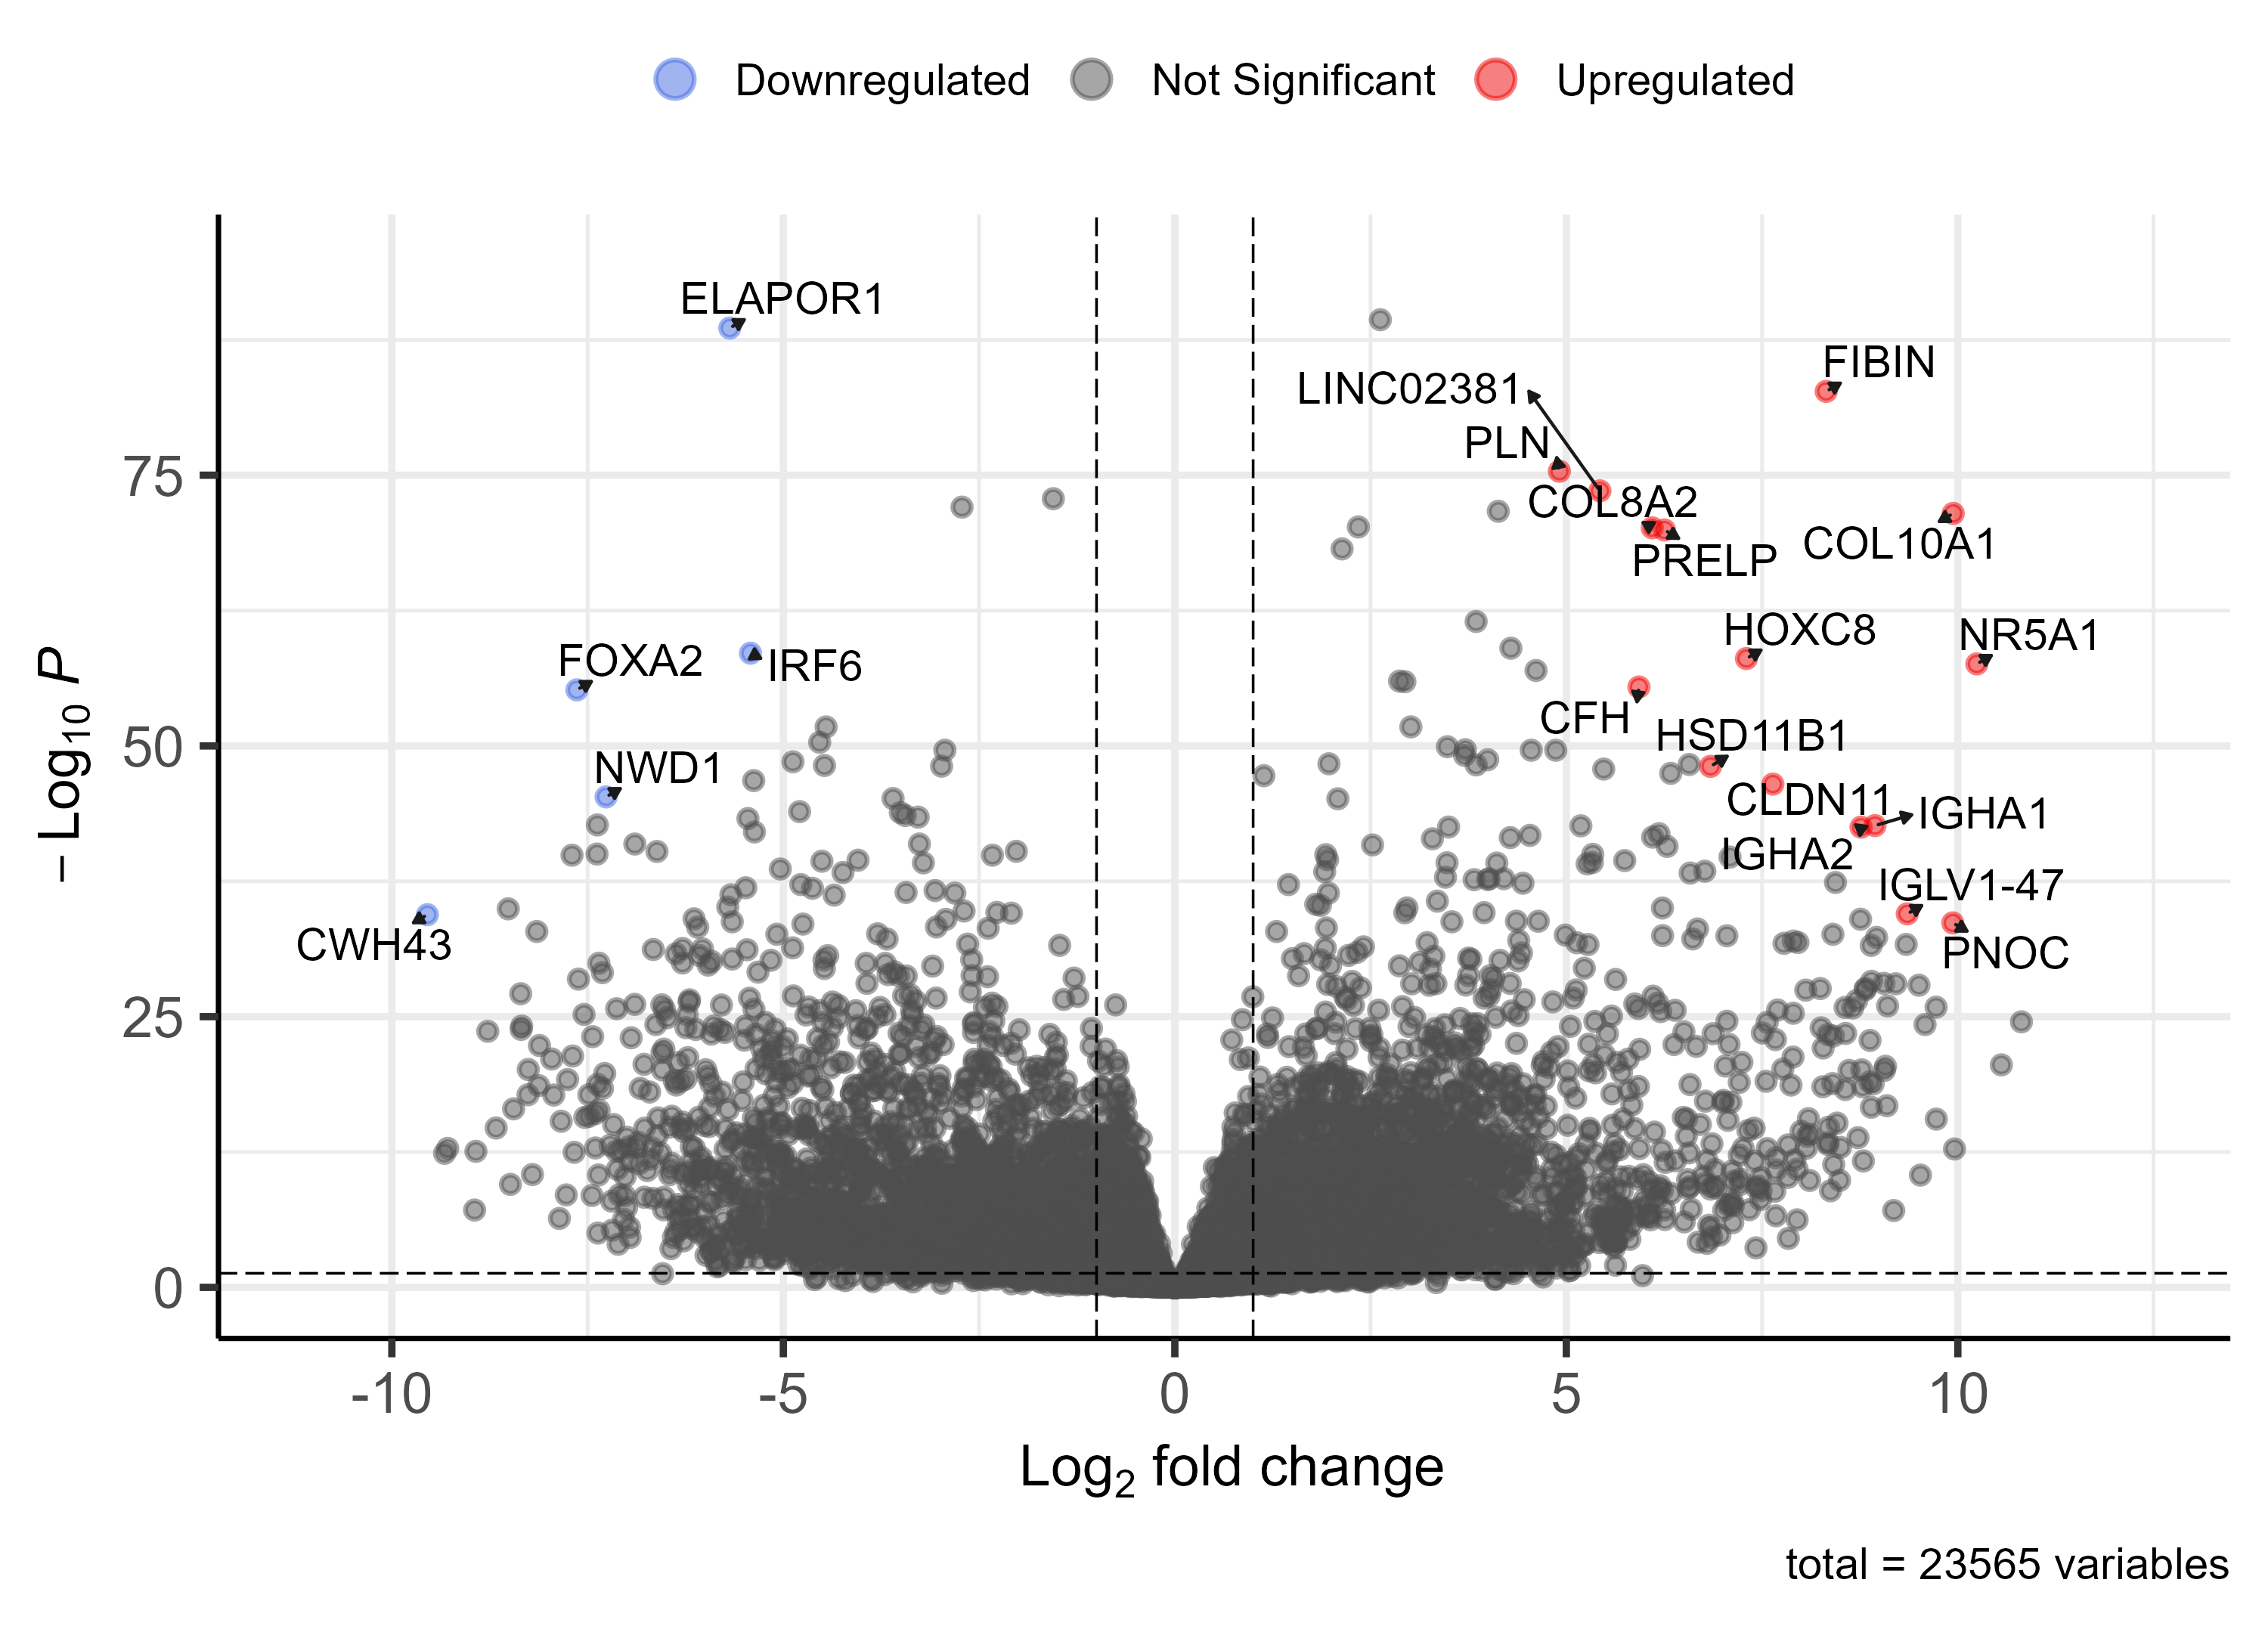 Downregulated Not Significant Upregulated
ELAPOR1
FIBIN
LINC02381
PLN
75
COL8A2
COL10A1
PRELP
HOXC8
NR5A1
FOXA2
IRF6
CFH
HSD11B1
50
NWD1
CLDN11
IGHA1
IGHA2
IGLV1-47
CWH43
PNOC
25
0
− Log10 P
-10 -5 0 5 10
Log2 fold change
total = 23565 variables